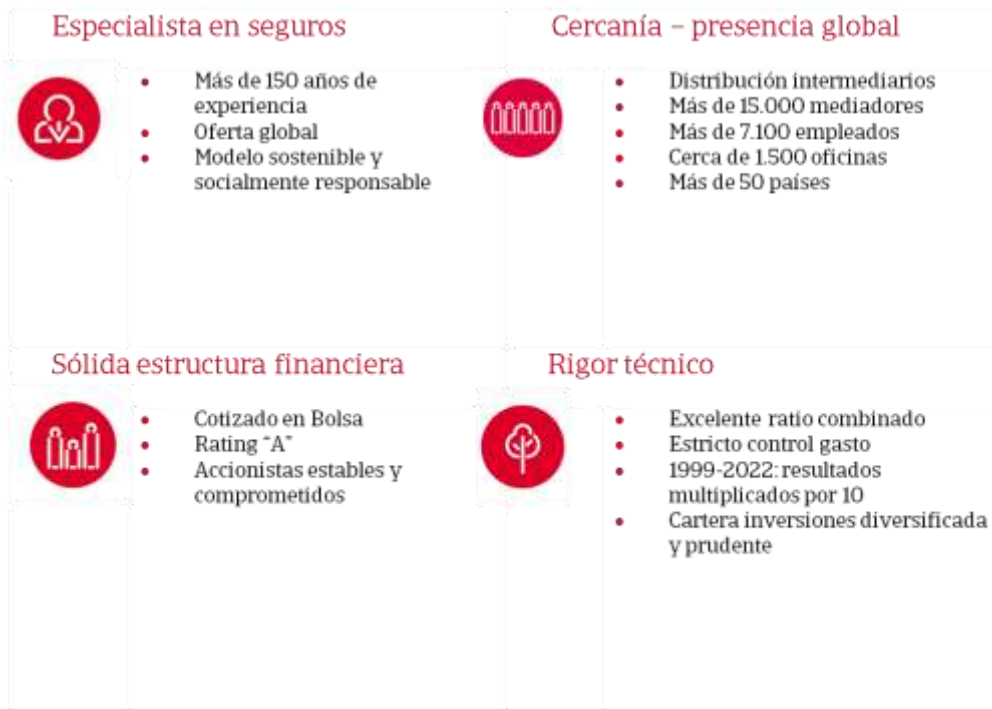 Especialista en seguros
Más de 150 años de
experiencia
Oferta global
Modelo sostenible y
socialmente responsable
Cercanía – presencia global
Distribución intermediarios
Más de 15.000 mediadores
Más de 7.100 empleados
Cerca de 1.500 oficinas
Más de 50 países
Sólida estructura financiera
Cotizado en Bolsa
Rating "A"
Accionistas estables y
comprometidos
Rigor técnico
Excelente ratio combinado
Estricto control gasto
1999-2022: resultados
multiplicados por 10
Cartera inversiones diversificada
y prudente